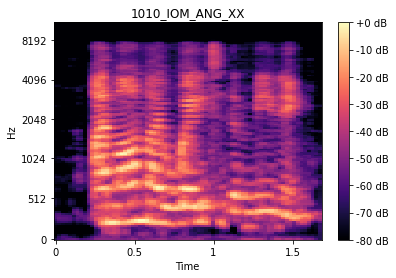 1010_IOM_ANG_XX
+0 dB
8192
-10 dB
4096
-20 dB
-30 dB
2048
-40 dB
Hz
1024
-50 dB
512
-60 dB
-70 dB
0
-80 dB
0
0.5
1
1.5
Time